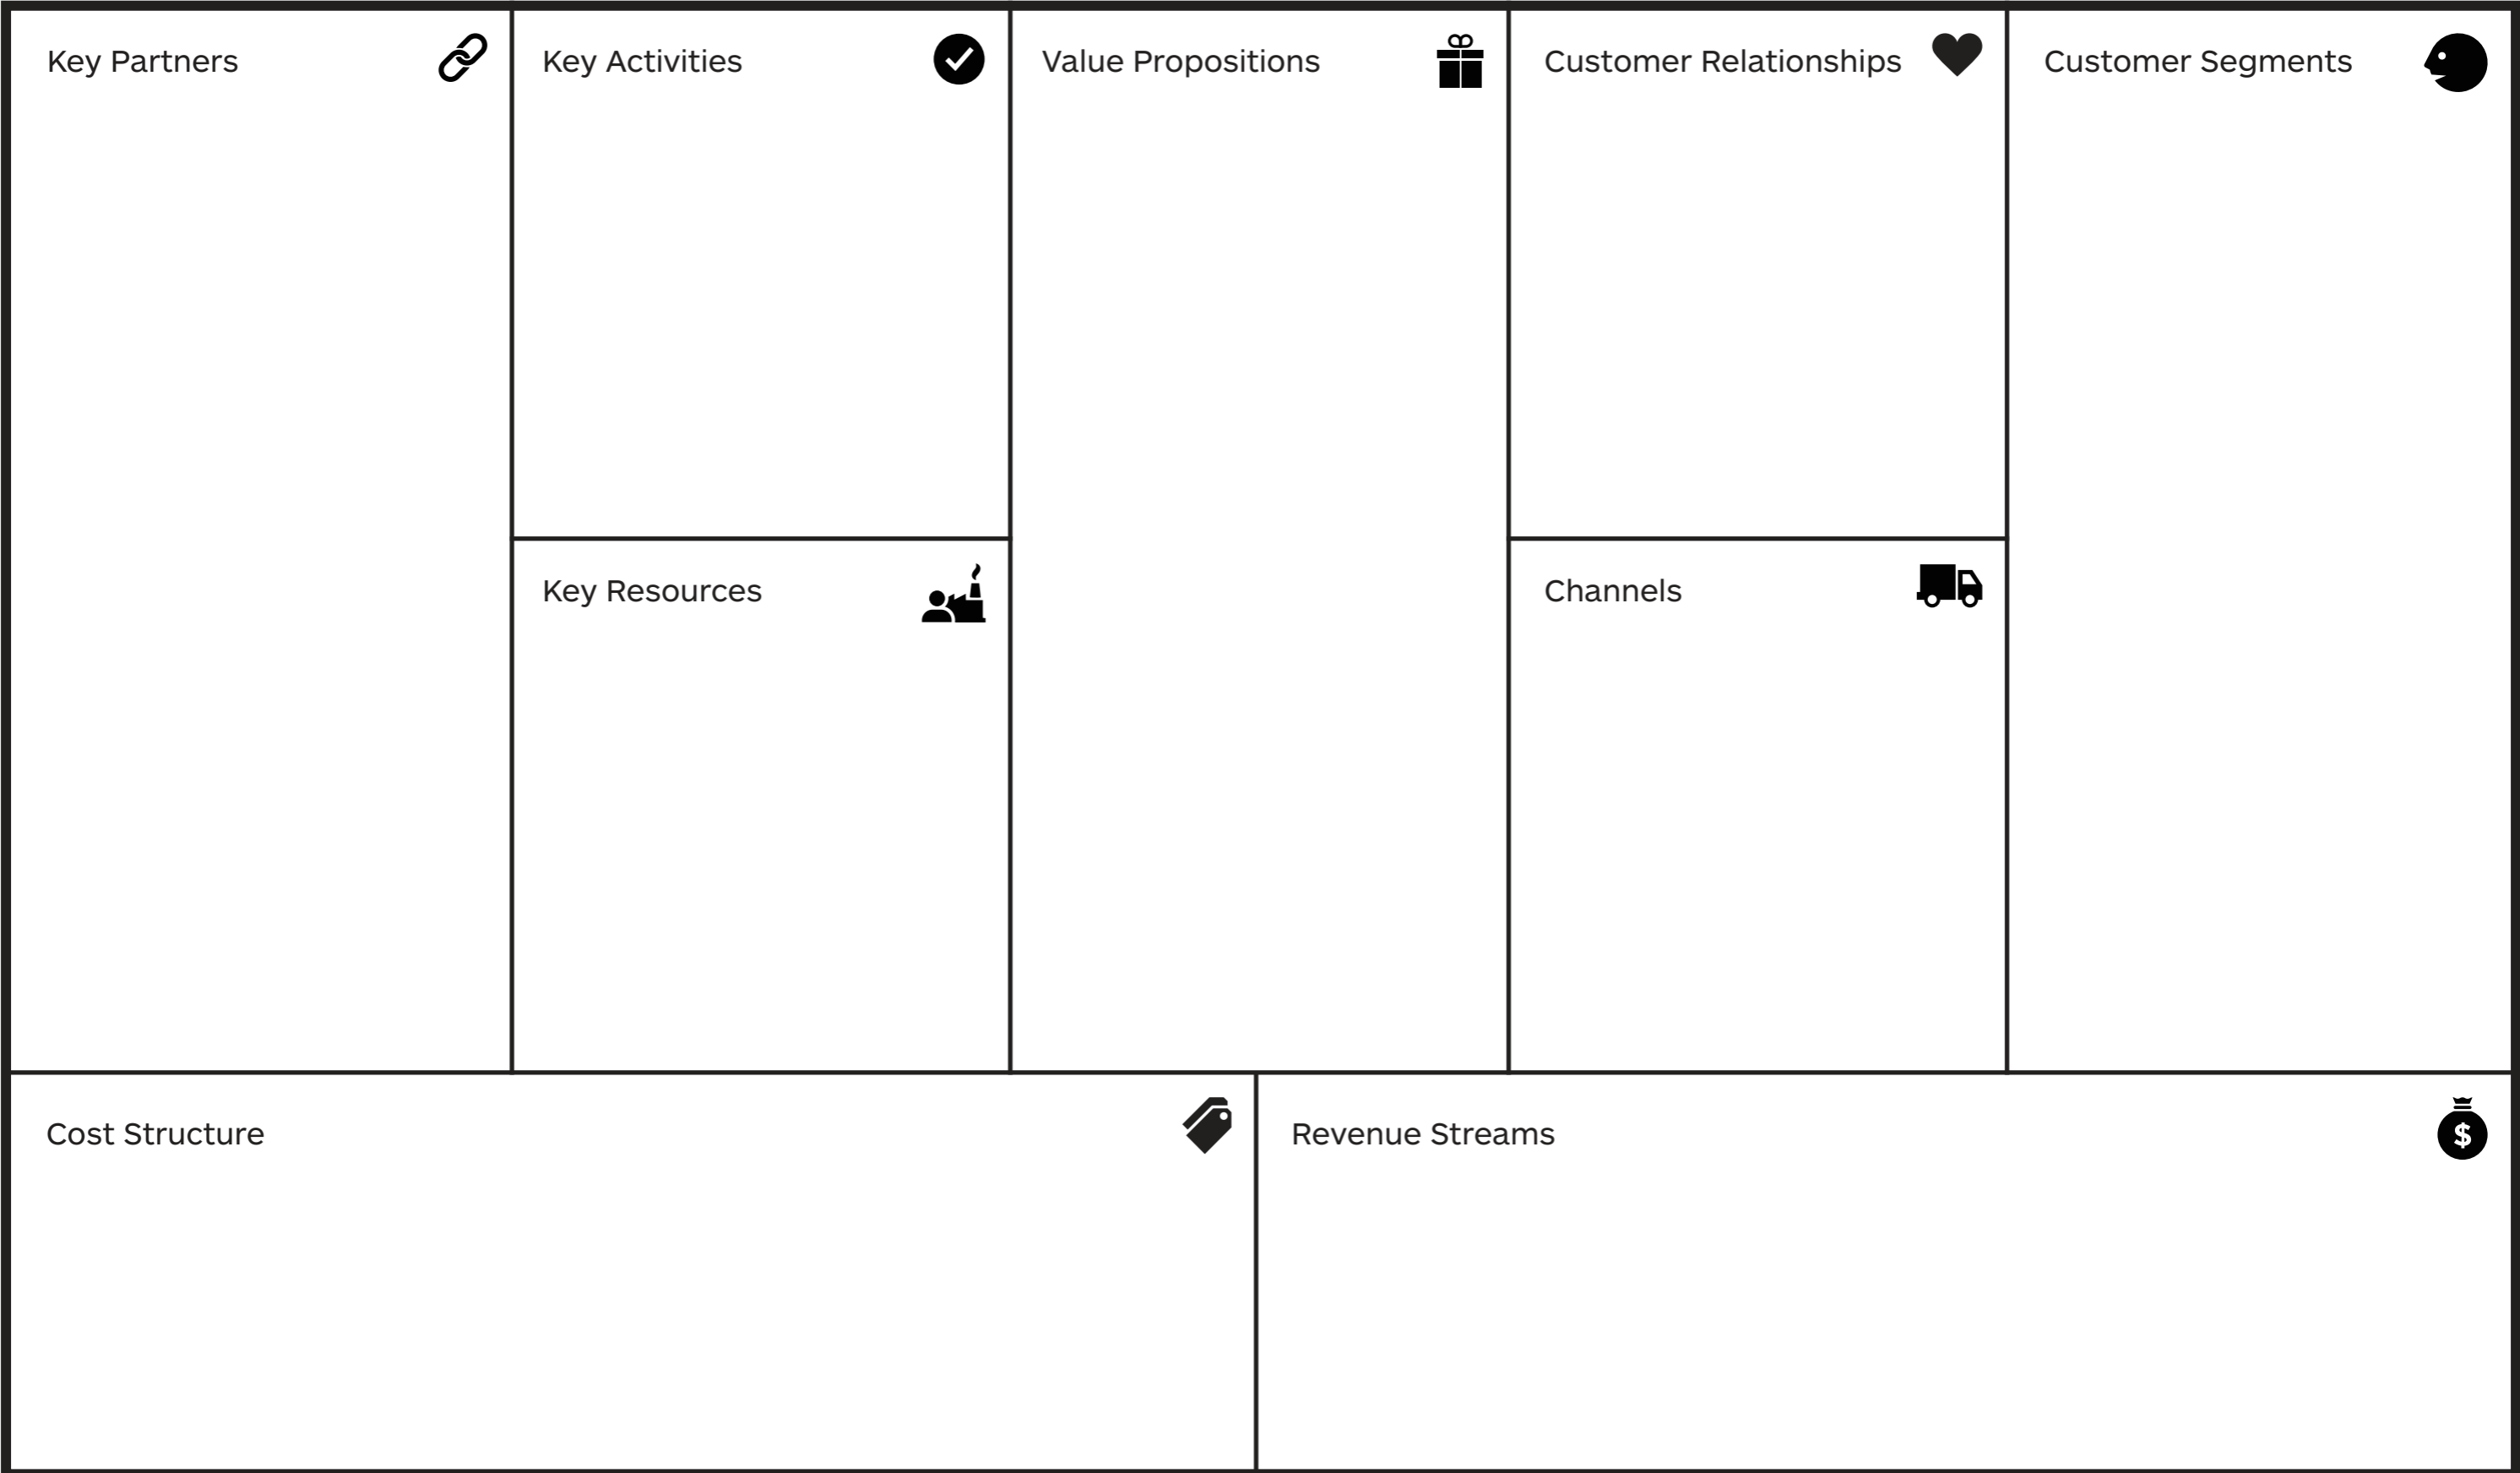 Key Partners
Key Activities
Value Propositions
Customer Relationships
Customer Segments
Key Resources
Channels
Cost Structure
Revenue Streams
$